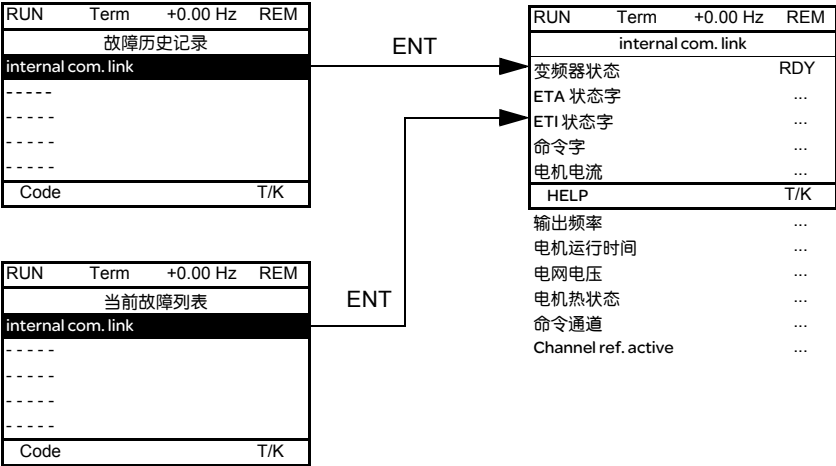 RUN Term +0.00 Hz REM
故障历史记录
internal com. link
- - - - -
- - - - -
- - - - -
- - - - -
Code T/K
ENT
RUN Term +0.00 Hz REM
当前故障列表
internal com. link
- - - - -
- - - - -
- - - - -
- - - - -
Code T/K
ENT
RUN Term +0.00 Hz REM
internal com. link
变频器状态 RDY
ETA 状态字 ...
ETI 状态字 ...
命令字 ...
电机电流 ...
HELP T/K
输出频率 ...
电机运行时间 ...
电网电压 ...
电机热状态 ...
命令通道 ...
Channel ref. active ...